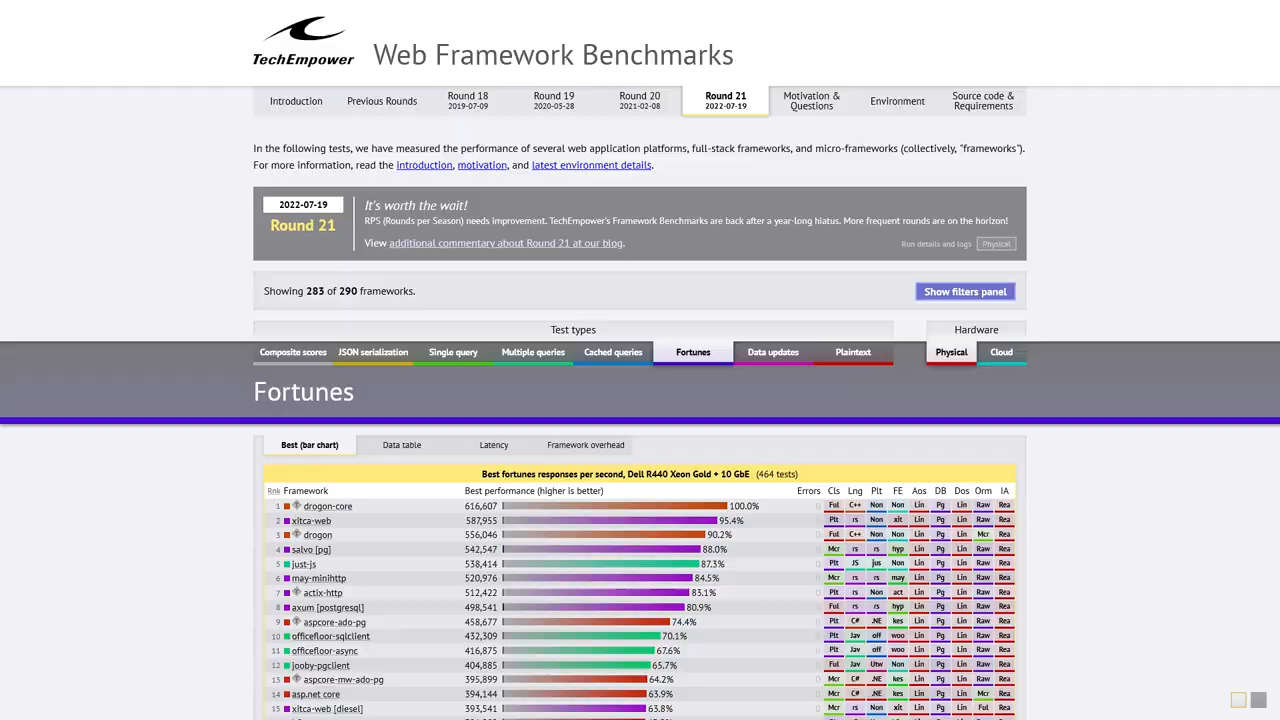 TechEmpower Web Framework Benchmarks
Introduction Previous Rounds Round 18 2019-07-09 Round 19 2020-05-28 Round 20 2021-02-08 Round 21 2022-07-19 Motivation & Questions Environment Source code & Requirements
In the following tests, we have measured the performance of several web application platforms, full-stack frameworks, and micro-frameworks (collectively, "frameworks").
For more information, read the introduction, motivation, and latest environment details.
2022-07-19 It's worth the wait!
Round 21 RPS (Rounds per Season) needs improvement. TechEmpower's Framework Benchmarks are back after a year-long hiatus. More frequent rounds are on the horizon!
View additional commentary about Round 21 at our blog. Run details and logs Physical
Showing 283 of 290 frameworks. Show filters panel
Test types Hardware
Composite scores JSON serialization Single query Multiple queries Cached queries Fortunes Data updates Plaintext Physical Cloud
Fortunes
Best (bar chart) Data table Latency Framework overhead
Best fortunes responses per second, Dell R440 Xeon Gold + 10 GbE (464 tests)
Rnk Framework Best performance (higher is better) Errors Cls Lng Plt FE Aos DB Dos Orm IA
1 drogon-core 616,607 100.0% 0 Ful C++ Non Non Lin Pg Lin Raw Rea
2 xitca-web 587,955 95.4% 0 Plt rs Non xit Lin Pg Lin Raw Rea
3 drogon 556,046 90.2% 0 Ful C++ Non Non Lin Pg Lin Mcr Rea
4 salvo [pg] 542,547 88.0% 0 Mcr rs rs hyp Lin Pg Lin Raw Rea
5 just-js 538,414 87.3% 0 Plt JS jus Non Lin Pg Lin Raw Rea
6 may-minihttp 520,976 84.5% 0 Mcr rs rs may Lin Pg Lin Raw Rea
7 actix-http 512,422 83.1% 0 Plt rs Non act Lin Pg Lin Raw Rea
8 axum [postgresql] 498,541 80.9% 0 Ful rs rs hyp Lin Pg Lin Raw Rea
9 aspcore-ado-pg 458,677 74.4% 0 Plt C# .NE kes Lin Pg Lin Raw Rea
10 officefloor-sqlclient 432,309 70.1% 0 Plt Jav off woo Lin Pg Lin Raw Rea
11 officefloor-async 416,875 67.6% 0 Plt Jav off woo Lin Pg Lin Raw Rea
12 jooby-pgclient 404,885 65.7% 0 Ful Jav Utw Non Lin Pg Lin Raw Rea
13 aspcore-mw-ado-pg 395,899 64.2% 0 Mcr C# .NE kes Lin Pg Lin Raw Rea
14 asp.net core 394,144 63.9% 0 Mcr C# .NE kes Lin Pg Lin Mcr Rea
15 xitca-web [diesel] 393,541 63.8% 0 Mcr rs Non xit Lin Pg Lin Ful Rea